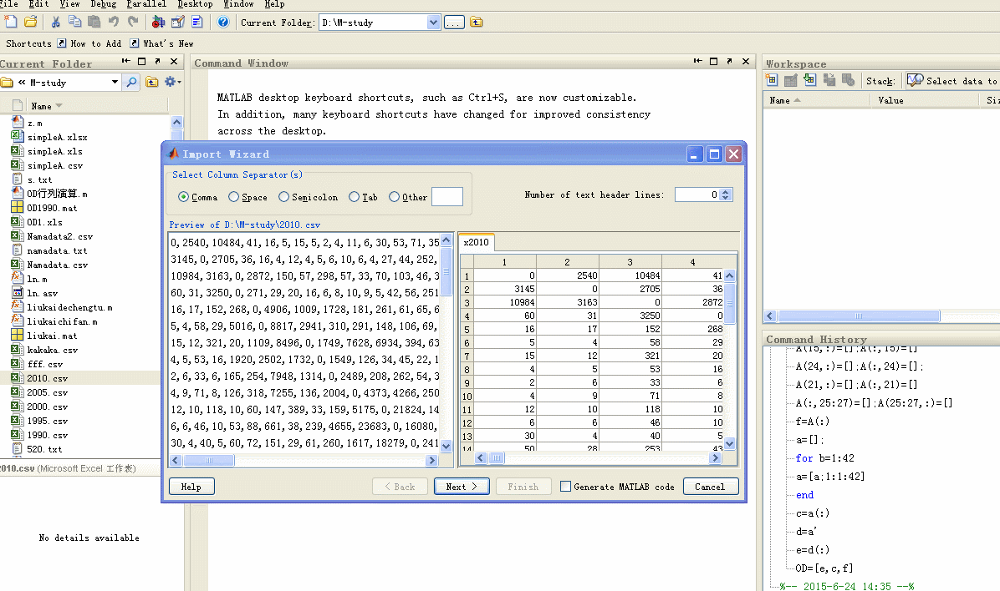 File Edit View Debug Parallel Desktop Window Help
Current Folder: D:\M-study ...
Shortcuts How to Add What's New
Current Folder
« M-study
Name
z.m
simpleA.xlsx
simpleA.xls
simpleA.csv
s.txt
OD行列演算.m
OD1990.mat
OD1.xls
Namadata2.csv
namadata.txt
Namadata.csv
ln.m
ln.asv
liukaidechengtu.m
liukaichifan.m
liukai.mat
kakaka.csv
fff.csv
2010.csv
2005.csv
2000.csv
1995.csv
1990.csv
520.txt
2010.csv (Microsoft Excel 工作表)
No details available
Command Window
MATLAB desktop keyboard shortcuts, such as Ctrl+S, are now customizable.
In addition, many keyboard shortcuts have changed for improved consistency
across the desktop.
Import Wizard
Select Column Separator(s)
Comma Space Semicolon Tab Other
Number of text header lines: 0
Preview of D:\M-study\2010.csv
0,2540,10484,41,16,5,15,5,2,4,11,6,30,53,71,35
3145,0,2705,36,16,4,12,4,5,6,10,6,4,27,44,252,
10984,3163,0,2872,150,57,298,57,33,70,103,46,3
60,31,3250,0,271,29,20,16,6,8,10,9,5,42,56,251
16,17,152,268,0,4906,1009,1728,181,261,61,65,6
5,4,58,29,5016,0,8817,2941,310,291,148,106,69,
15,12,321,20,1109,8496,0,1749,7628,6934,394,63
4,5,53,16,1920,2502,1732,0,1549,126,34,45,22,1
2,6,33,6,165,254,7948,1314,0,2489,208,262,54,3
4,9,71,8,126,318,7255,136,2004,0,4373,4266,250
12,10,118,10,60,147,389,33,159,5175,0,21824,14
6,6,46,10,53,88,661,38,239,4655,23683,0,16080,
30,4,40,5,60,72,151,29,61,260,1617,18279,0,241
x2010
1 2 3 4
1 0 2540 10484 41
2 3145 0 2705 36
3 10984 3163 0 2872
4 60 31 3250 0
5 16 17 152 268
6 5 4 58 29
7 15 12 321 20
8 4 5 53 16
9 2 6 33 6
10 4 9 71 8
11 12 10 118 10
12 6 6 46 10
13 30 4 40 5
14 50 28 253 43
Help < Back Next > Finish Generate MATLAB code Cancel
Workspace
Stack: Select data to
Name Value Siz
Command History
A(15,:)=[];A(:,15)=[]
A(24,:)=[];A(:,24)=[];
A(21,:)=[];A(:,21)=[]
A(:,25:27)=[];A(25:27,:)=[]
f=A(:)
a=[];
for b=1:42
a=[a;1:1:42]
end
c=a(:)
d=a'
e=d(:)
OD=[e,c,f]
%-- 2015-6-24 14:35 --%